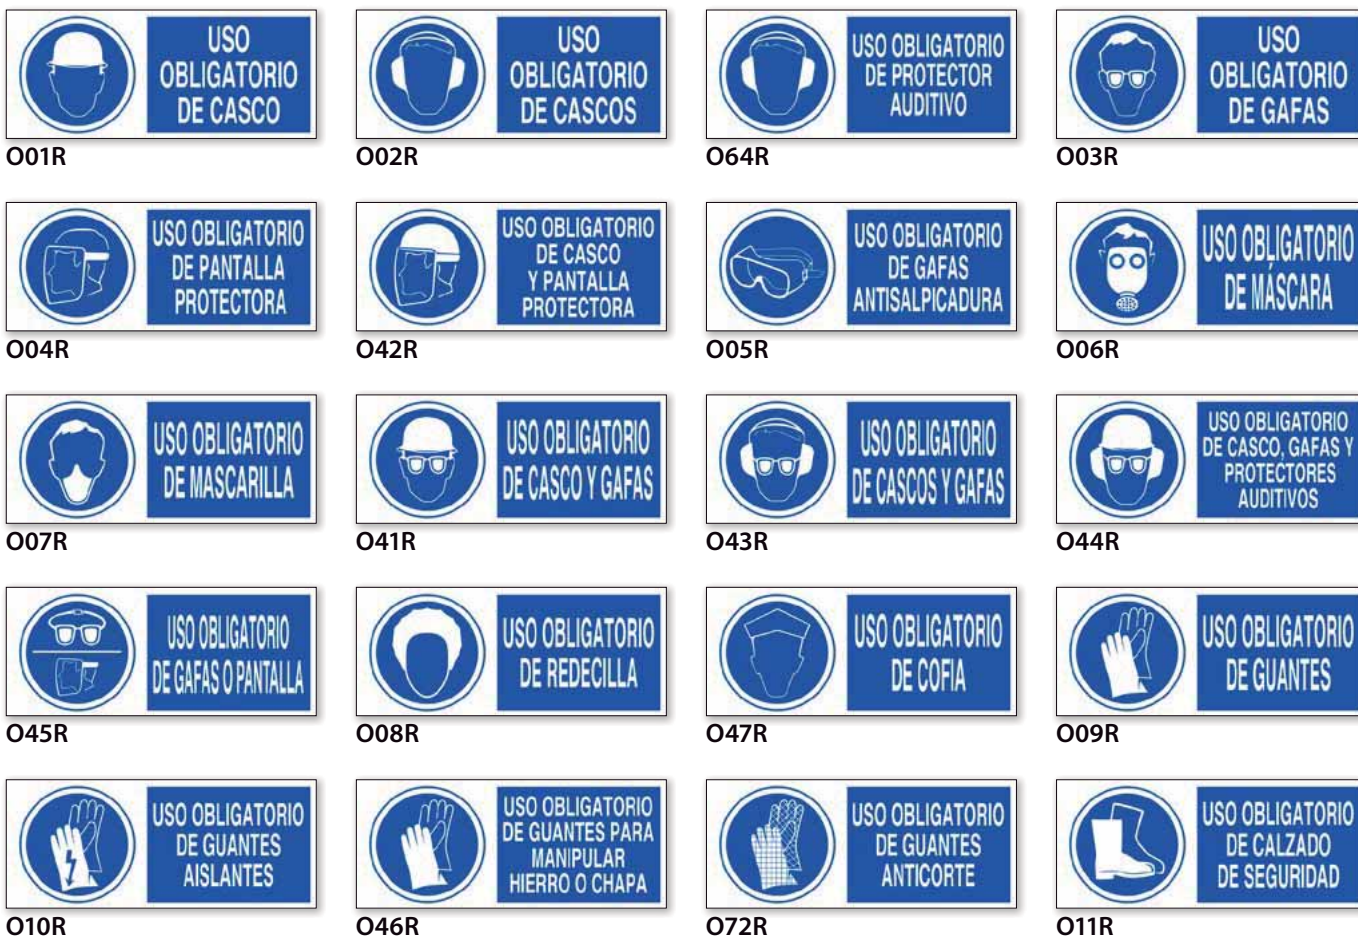 USO
OBLIGATORIO
DE CASCO
O01R
USO
OBLIGATORIO
DE CASCOS
O02R
USO OBLIGATORIO
DE PROTECTOR
AUDITIVO
O64R
USO
OBLIGATORIO
DE GAFAS
O03R
USO OBLIGATORIO
DE PANTALLA
PROTECTORA
O04R
USO OBLIGATORIO
DE CASCO
Y PANTALLA
PROTECTORA
O42R
USO OBLIGATORIO
DE GAFAS
ANTISALPICADURA
O05R
USO OBLIGATORIO
DE MÁSCARA
O06R
USO OBLIGATORIO
DE MASCARILLA
O07R
USO OBLIGATORIO
DE CASCO Y GAFAS
O41R
USO OBLIGATORIO
DE CASCOS Y GAFAS
O43R
USO OBLIGATORIO
DE CASCO, GAFAS Y
PROTECTORES
AUDITIVOS
O44R
USO OBLIGATORIO
DE GAFAS O PANTALLA
O45R
USO OBLIGATORIO
DE REDECILLA
O08R
USO OBLIGATORIO
DE COFIA
O47R
USO OBLIGATORIO
DE GUANTES
O09R
USO OBLIGATORIO
DE GUANTES
AISLANTES
O10R
USO OBLIGATORIO
DE GUANTES PARA
MANIPULAR
HIERRO O CHAPA
O46R
USO OBLIGATORIO
DE GUANTES
ANTICORTE
O72R
USO OBLIGATORIO
DE CALZADO
DE SEGURIDAD
O11R